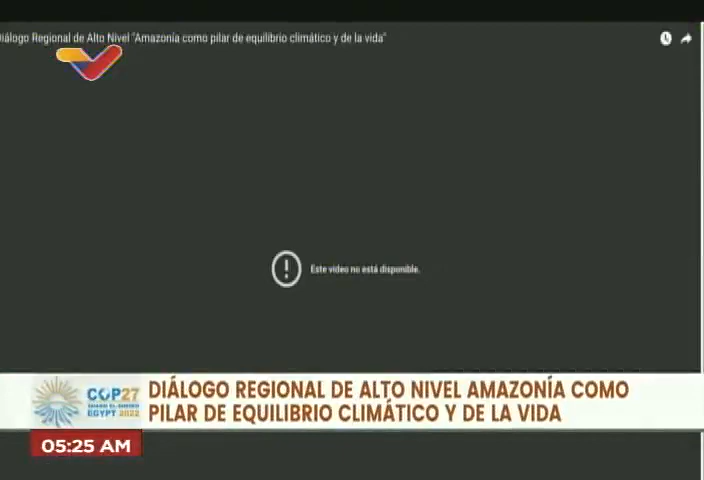 iálogo Regional de Alto Nivel "Amazonía como pilar de equilibrio climático y de la vida"
Este video no está disponible.
COP27
EGYPT 2022
DIÁLOGO REGIONAL DE ALTO NIVEL AMAZONÍA COMO
PILAR DE EQUILIBRIO CLIMÁTICO Y DE LA VIDA
05:25 AM